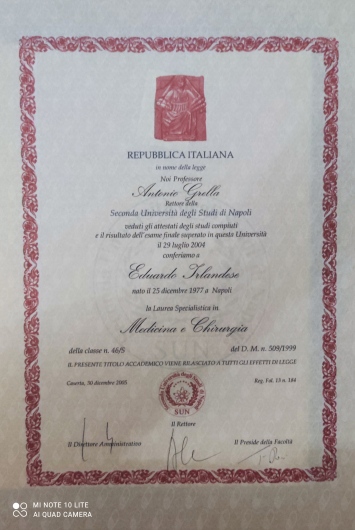 REPUBBLICA ITALIANA
in nome della legge
Noi Professore
Antonio Grella
Rettore della
Seconda Università degli Studi di Napoli
veduti gli attestati degli studi compiuti
e il risultato dell'esame finale superato in questa Università
il 29 luglio 2004
conferiamo a
Eduardo Irlandese
nato il 25 dicembre 1977 a Napoli
la Laurea Specialistica in
Medicina e Chirurgia
della classe n. 46/S del D. M. n. 509/1999
IL PRESENTE TITOLO ACCADEMICO VIENE RILASCIATO A TUTTI GLI EFFETTI DI LEGGE
Caserta, 30 dicembre 2005 Reg. Fol. 13 n. 184
SUN
Il Rettore
Il Direttore Amministrativo Il Preside della Facoltà
MI NOTE 10 LITE
AI QUAD CAMERA